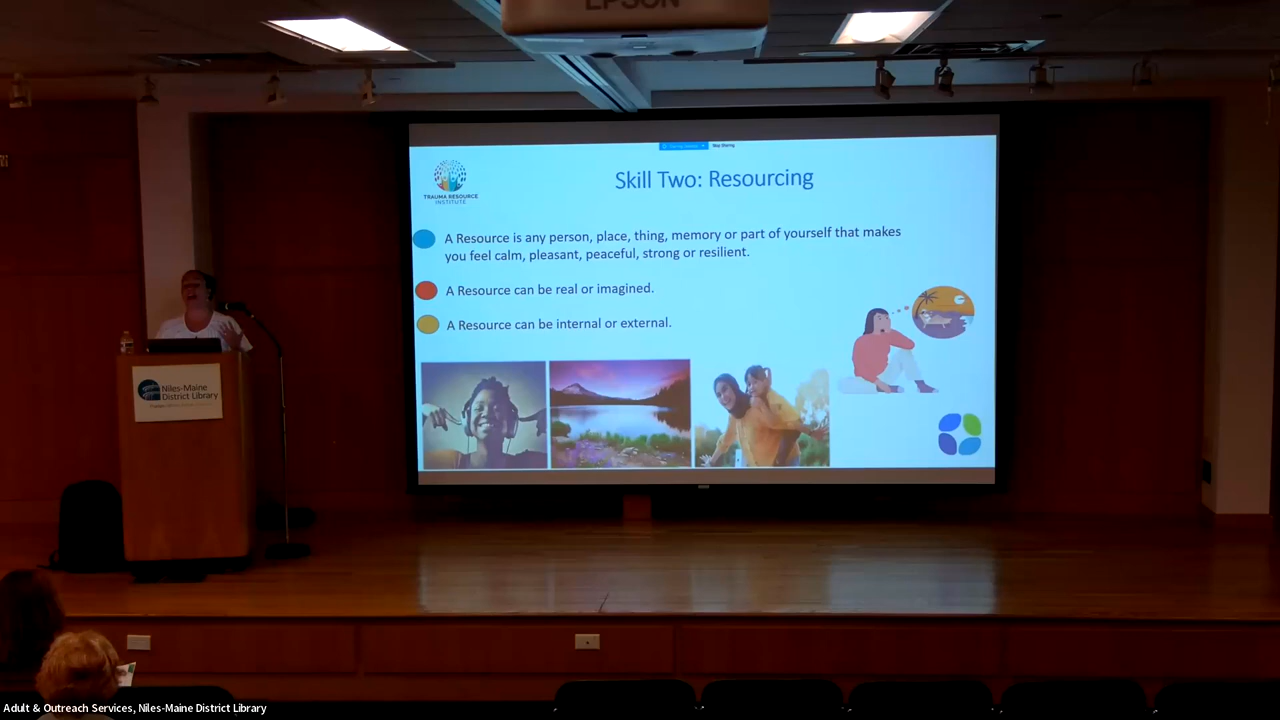 EPSON
Skill Two: Resourcing
TRAUMA RESOURCE
INSTITUTE
A Resource is any person, place, thing, memory or part of yourself that makes
you feel calm, pleasant, peaceful, strong or resilient.
A Resource can be real or imagined.
A Resource can be internal or external.
Niles-Maine
District Library
Adult & Outreach Services, Niles-Maine District Library